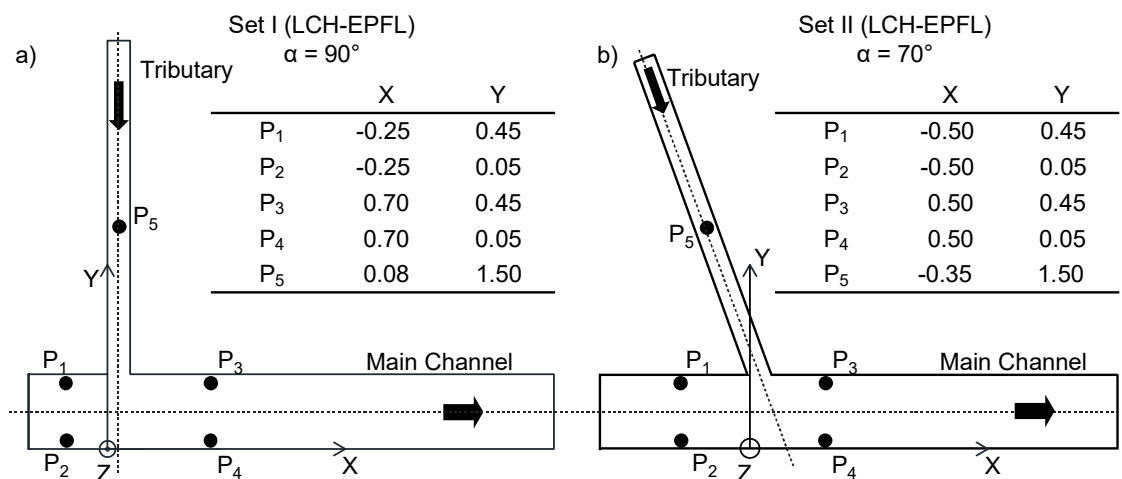 Set I (LCH-EPFL)
α = 90°
a)
Tributary
X Y
P1 -0.25 0.45
P2 -0.25 0.05
P3 0.70 0.45
P4 0.70 0.05
P5 0.08 1.50
P5
Y
P1
P3
Main Channel
P2
Z
P4
X
Set II (LCH-EPFL)
α = 70°
b)
Tributary
X Y
P1 -0.50 0.45
P2 -0.50 0.05
P3 0.50 0.45
P4 0.50 0.05
P5 -0.35 1.50
P5
Y
P1
P3
Main Channel
P2
Z
P4
X